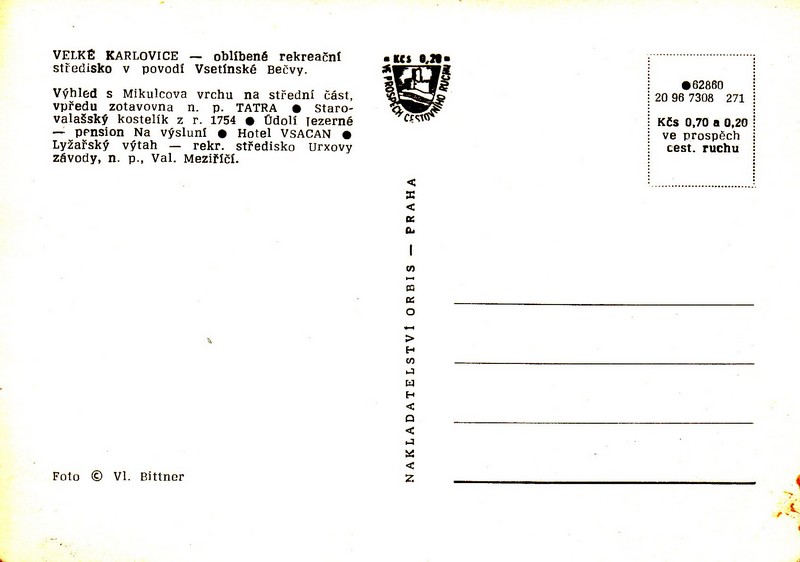 VELKÉ KARLOVICE — oblíbené rekreační
středisko v povodí Vsetínské Bečvy.
Výhled s Mikulcova vrchu na střední část,
vpředu zotavovna n. p. TATRA ● Staro-
valašský kostelík z r. 1754 ● Údolí Jezerné
— pension Na výsluní ● Hotel VSACAN ●
Lyžařský výtah — rekr. středisko Urxovy
závody, n. p., Val. Meziříčí.
Foto © Vl. Bittner
Kčs 0,20
VE PROSPĚCH CESTOVNÍHO RUCHU
NAKLADATELSTVÍ ORBIS — PRAHA
●62860
20 96 7308 271
Kčs 0,70 a 0,20
ve prospěch
cest. ruchu